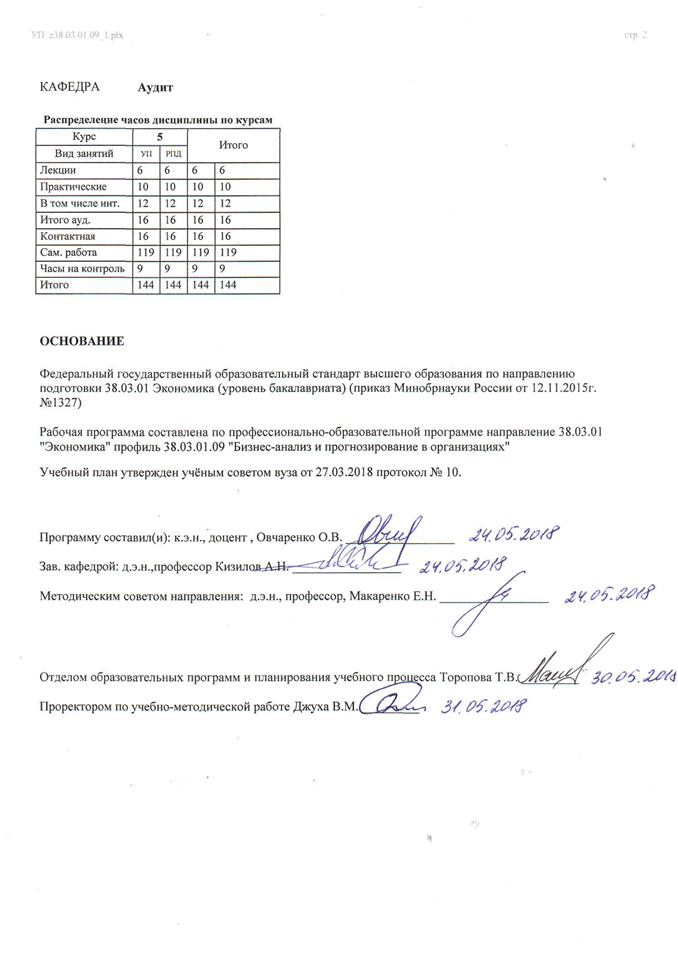 УП: z38.03.01.09_1.plx стр. 2
КАФЕДРА Аудит
Распределение часов дисциплины по курсам
Курс 5 Итого
Вид занятий УП РПД
Лекции 6 6 6 6
Практические 10 10 10 10
В том числе инт. 12 12 12 12
Итого ауд. 16 16 16 16
Контактная 16 16 16 16
Сам. работа 119 119 119 119
Часы на контроль 9 9 9 9
Итого 144 144 144 144
ОСНОВАНИЕ
Федеральный государственный образовательный стандарт высшего образования по направлению
подготовки 38.03.01 Экономика (уровень бакалавриата) (приказ Минобрнауки России от 12.11.2015г.
№1327)
Рабочая программа составлена по профессионально-образовательной программе направление 38.03.01
"Экономика" профиль 38.03.01.09 "Бизнес-анализ и прогнозирование в организациях"
Учебный план утвержден учёным советом вуза от 27.03.2018 протокол № 10.
Программу составил(и): к.э.н., доцент , Овчаренко О.В. 24.05.2018
Зав. кафедрой: д.э.н.,профессор Кизилов А.Н. 24.05.2018
Методическим советом направления: д.э.н., профессор, Макаренко Е.Н. 24.05.2018
Отделом образовательных программ и планирования учебного процесса Торопова Т.В. 30.05.2018
Проректором по учебно-методической работе Джуха В.М. 31.05.2018